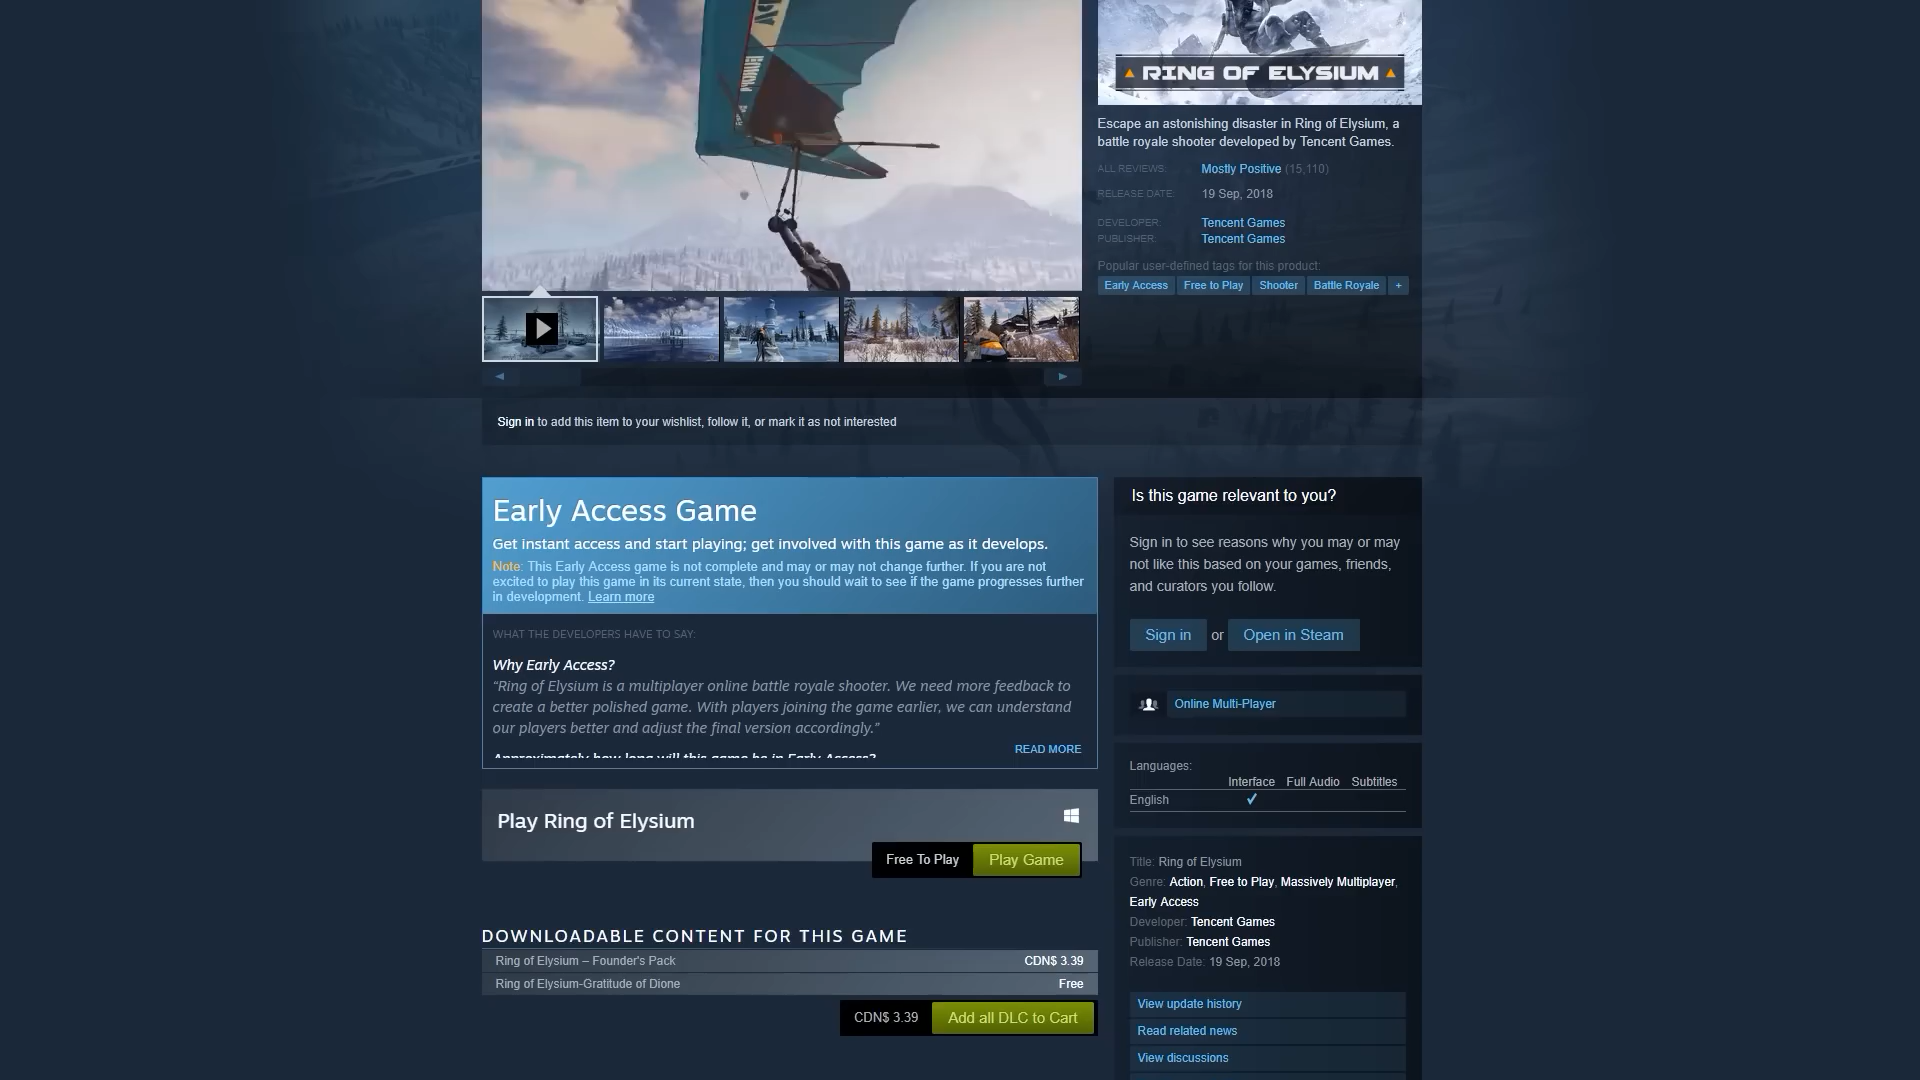 RING OF ELYSIUM
Escape an astonishing disaster in Ring of Elysium, a
battle royale shooter developed by Tencent Games.
ALL REVIEWS: Mostly Positive (15,110)
RELEASE DATE: 19 Sep, 2018
DEVELOPER: Tencent Games
PUBLISHER: Tencent Games
Popular user-defined tags for this product:
Early Access Free to Play Shooter Battle Royale +
Sign in to add this item to your wishlist, follow it, or mark it as not interested
Early Access Game
Get instant access and start playing; get involved with this game as it develops.
Note: This Early Access game is not complete and may or may not change further. If you are not
excited to play this game in its current state, then you should wait to see if the game progresses further
in development. Learn more
WHAT THE DEVELOPERS HAVE TO SAY:
Why Early Access?
“Ring of Elysium is a multiplayer online battle royale shooter. We need more feedback to
create a better polished game. With players joining the game earlier, we can understand
our players better and adjust the final version accordingly.”
Approximately how long will this game be in Early Access?
READ MORE
Play Ring of Elysium
Free To Play Play Game
DOWNLOADABLE CONTENT FOR THIS GAME
Ring of Elysium – Founder's Pack CDN$ 3.39
Ring of Elysium-Gratitude of Dione Free
CDN$ 3.39 Add all DLC to Cart
Is this game relevant to you?
Sign in to see reasons why you may or may
not like this based on your games, friends,
and curators you follow.
Sign in or Open in Steam
Online Multi-Player
Languages:
Interface Full Audio Subtitles
English ✓
Title: Ring of Elysium
Genre: Action, Free to Play, Massively Multiplayer,
Early Access
Developer: Tencent Games
Publisher: Tencent Games
Release Date: 19 Sep, 2018
View update history
Read related news
View discussions